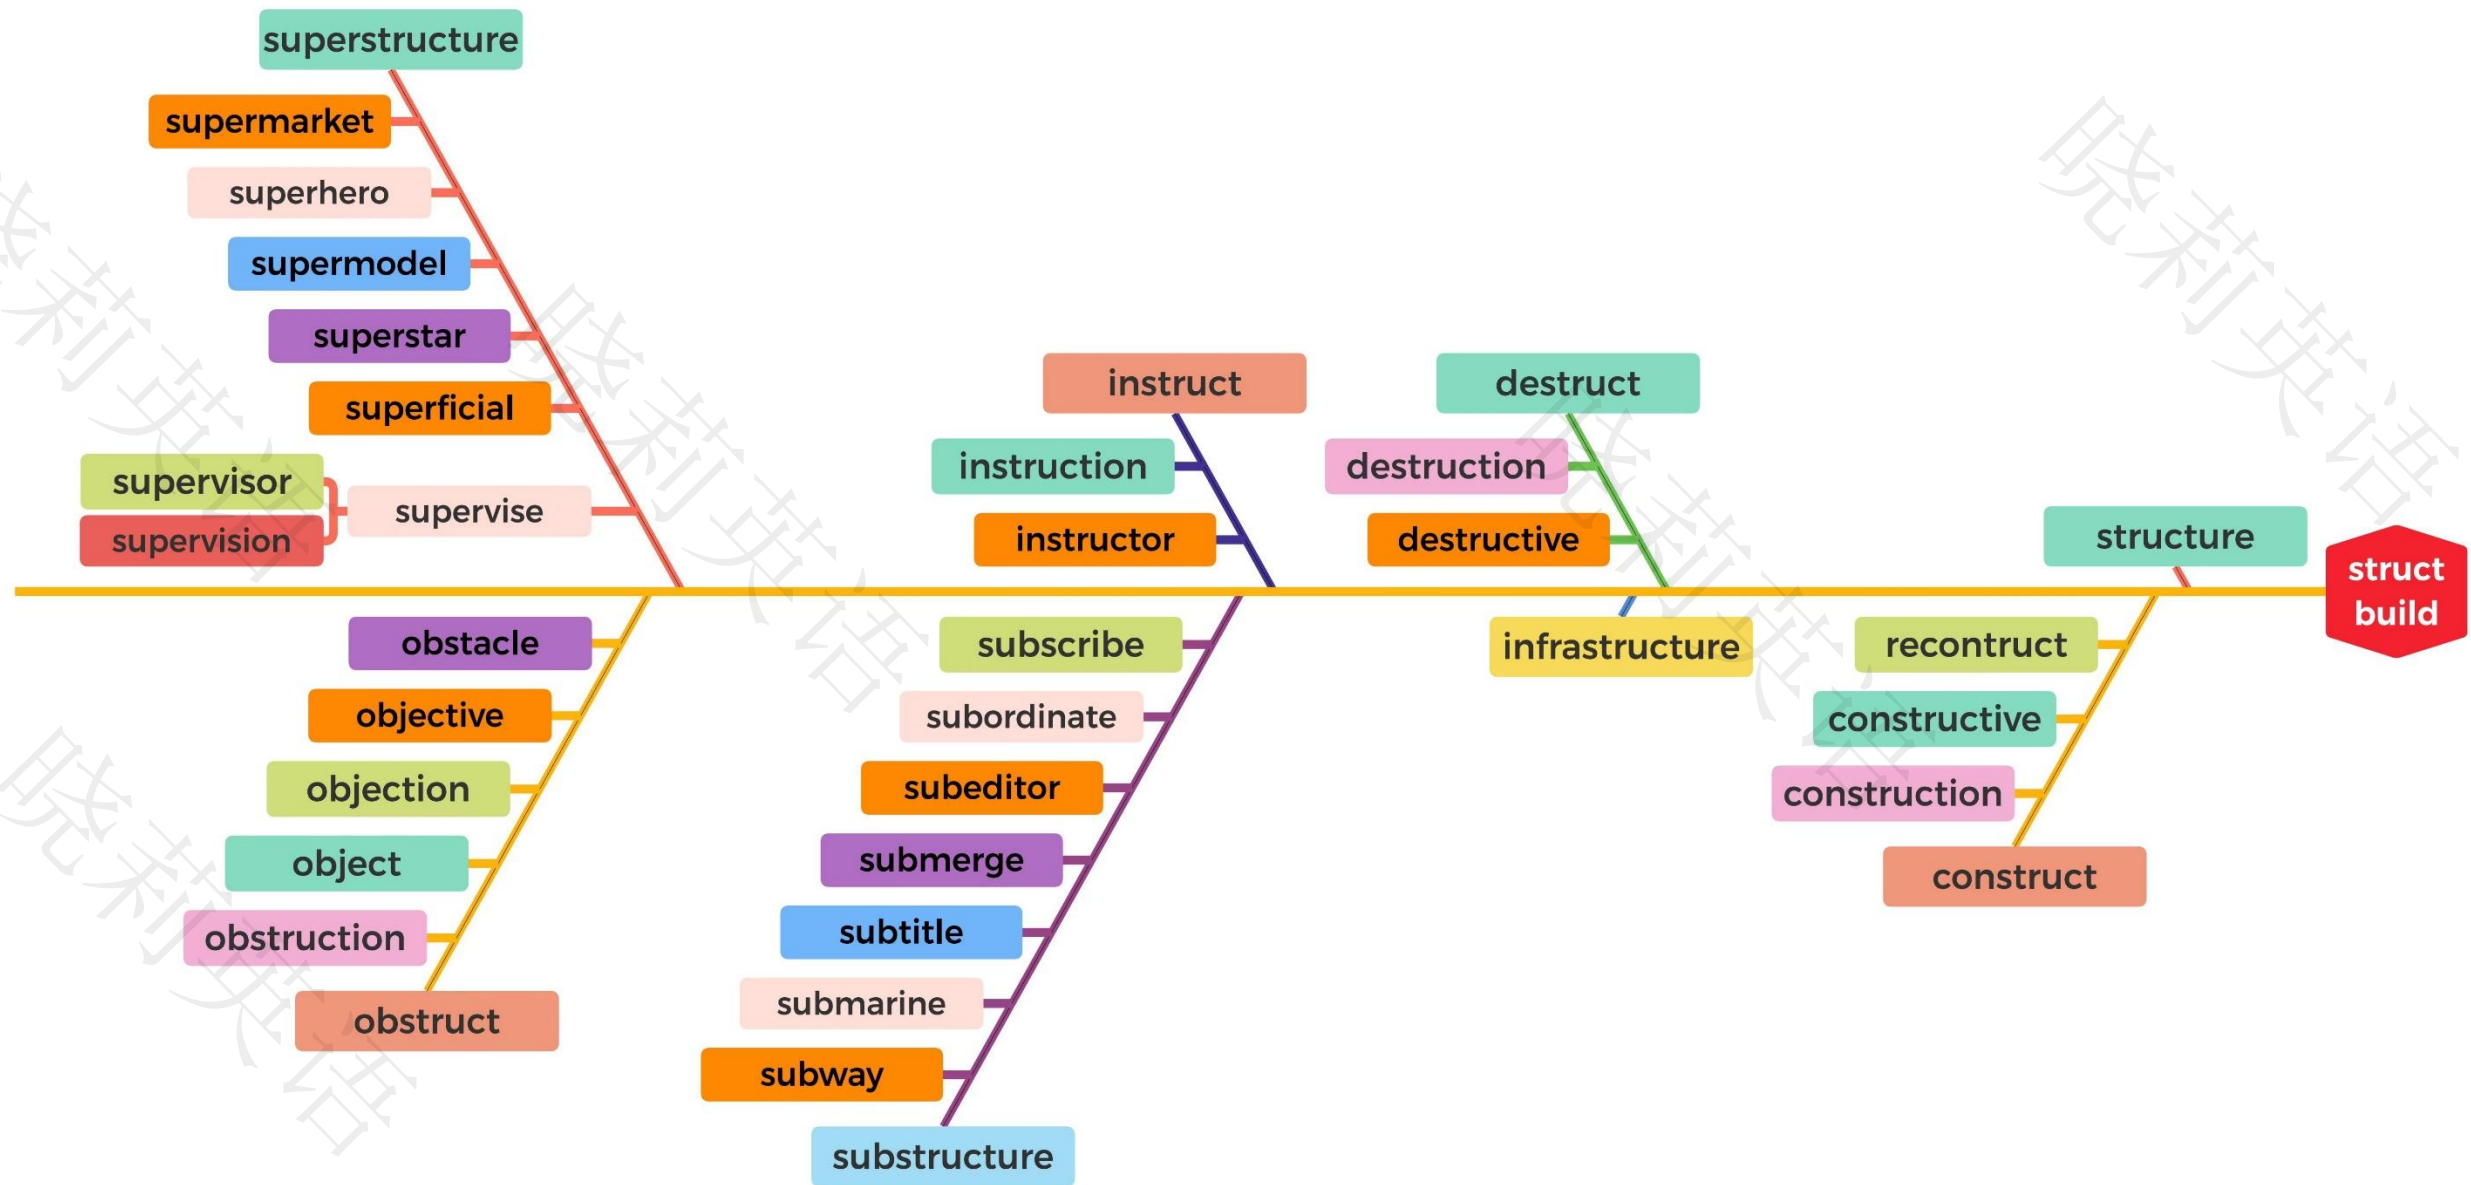 superstructure
supermarket
superhero
supermodel
superstar
superficial
supervisor
supervision
supervise
instruct
instruction
instructor
destruct
destruction
destructive
structure
struct
build
obstacle
objective
objection
object
obstruction
obstruct
subscribe
subordinate
subeditor
submerge
subtitle
submarine
subway
substructure
infrastructure
recontruct
constructive
construction
construct
晓莉英语
晓莉英语
晓莉英语
晓莉英语
晓莉英语